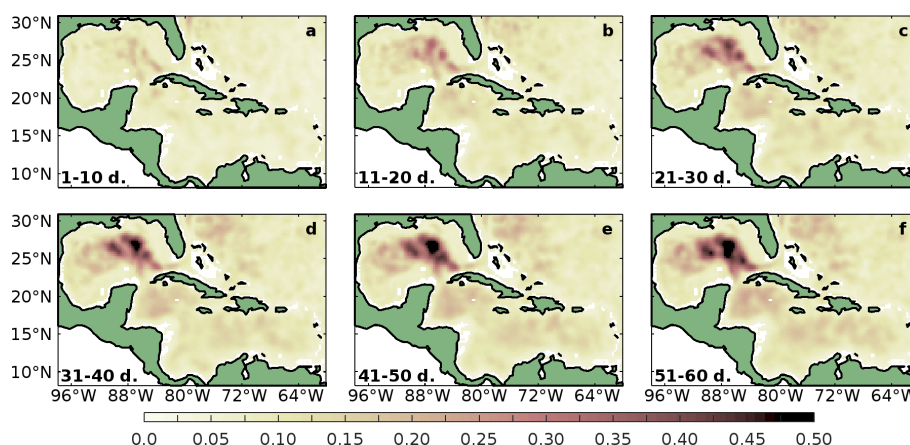 30°N a b c
25°N
20°N
15°N
10°N 1-10 d. 11-20 d. 21-30 d.
30°N d e f
25°N
20°N
15°N
10°N 31-40 d. 41-50 d. 51-60 d.
96°W 88°W 80°W 72°W 64°W 96°W 88°W 80°W 72°W 64°W 96°W 88°W 80°W 72°W 64°W
0.0 0.05 0.10 0.15 0.20 0.25 0.30 0.35 0.40 0.45 0.50